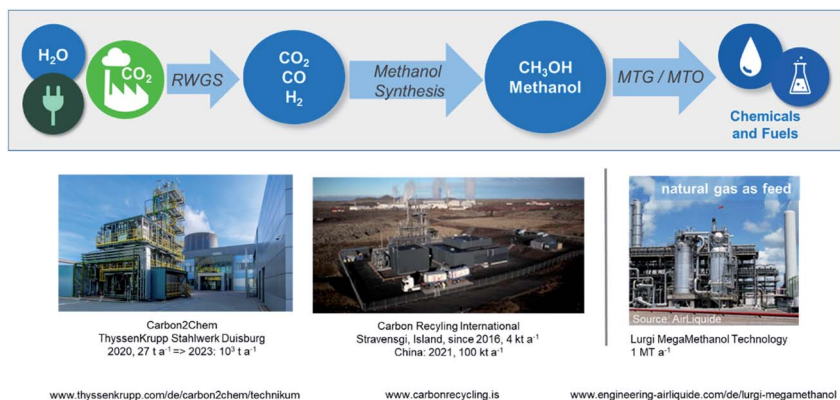 H₂O
CO₂
RWGS
CO₂
CO
H₂
Methanol
Synthesis
CH₃OH
Methanol
MTG / MTO
Chemicals
and Fuels
natural gas as feed
Source: AirLiquide
Carbon2Chem
ThyssenKrupp Stahlwerk Duisburg
2020, 27 t a⁻¹ => 2023: 10³ t a⁻¹
Carbon Recyling International
Stravensgi, Island, since 2016, 4 kt a⁻¹
China: 2021, 100 kt a⁻¹
Lurgi MegaMethanol Technology
1 MT a⁻¹
www.thyssenkrupp.com/de/carbon2chem/technikum
www.carbonrecycling.is
www.engineering-airliquide.com/de/lurgi-megamethanol